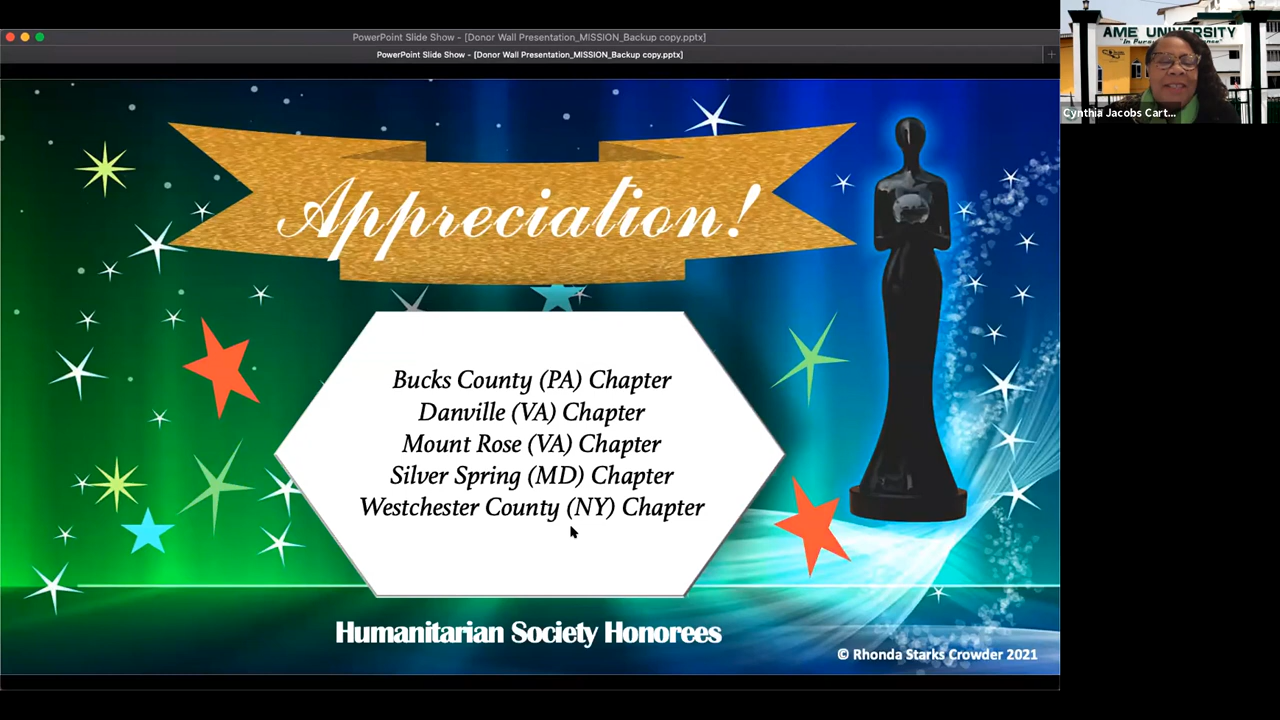 PowerPoint Slide Show - [Donor Wall Presentation_MISSION_Backup copy.pptx]
PowerPoint Slide Show - [Donor Wall Presentation_MISSION_Backup copy.pptx]
AME UNIVERSITY
Cynthia Jacobs Cart...
Appreciation!
Bucks County (PA) Chapter
Danville (VA) Chapter
Mount Rose (VA) Chapter
Silver Spring (MD) Chapter
Westchester County (NY) Chapter
Humanitarian Society Honorees
© Rhonda Starks Crowder 2021